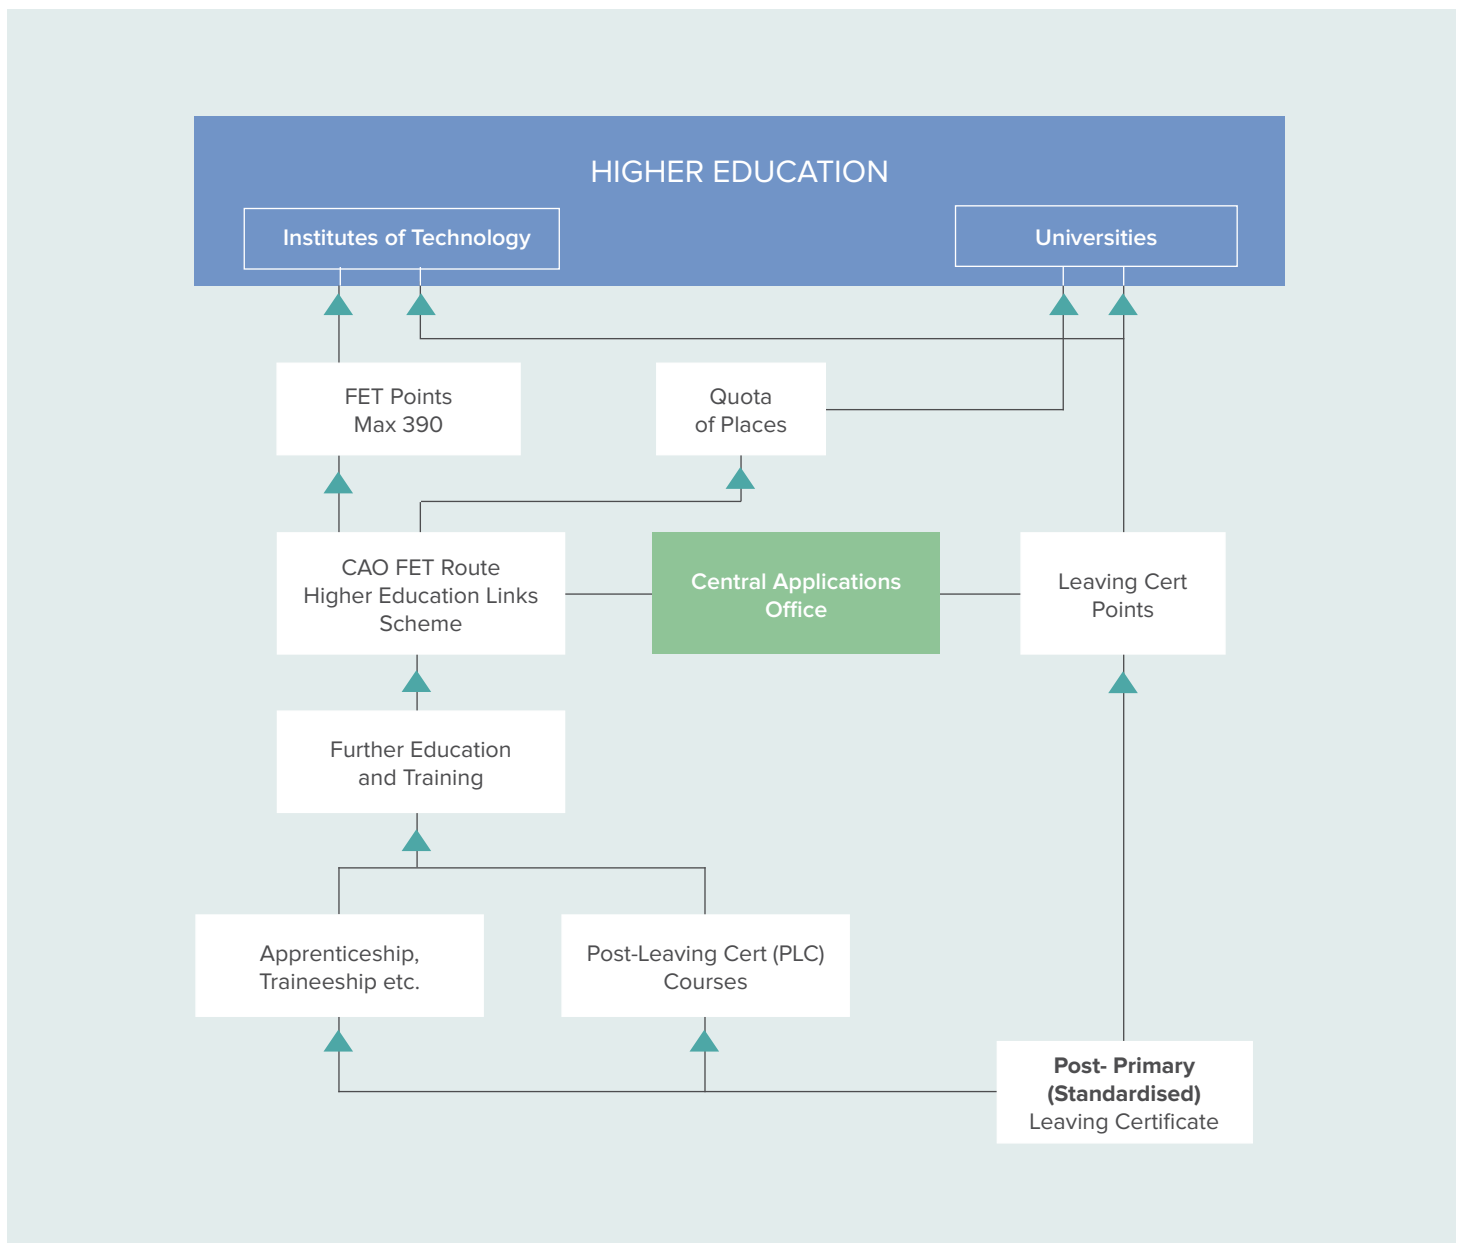 HIGHER EDUCATION
Institutes of Technology
Universities
FET Points
Max 390
Quota
of Places
CAO FET Route
Higher Education Links
Scheme
Central Applications
Office
Leaving Cert
Points
Further Education
and Training
Apprenticeship,
Traineeship etc.
Post-Leaving Cert (PLC)
Courses
Post- Primary
(Standardised)
Leaving Certificate